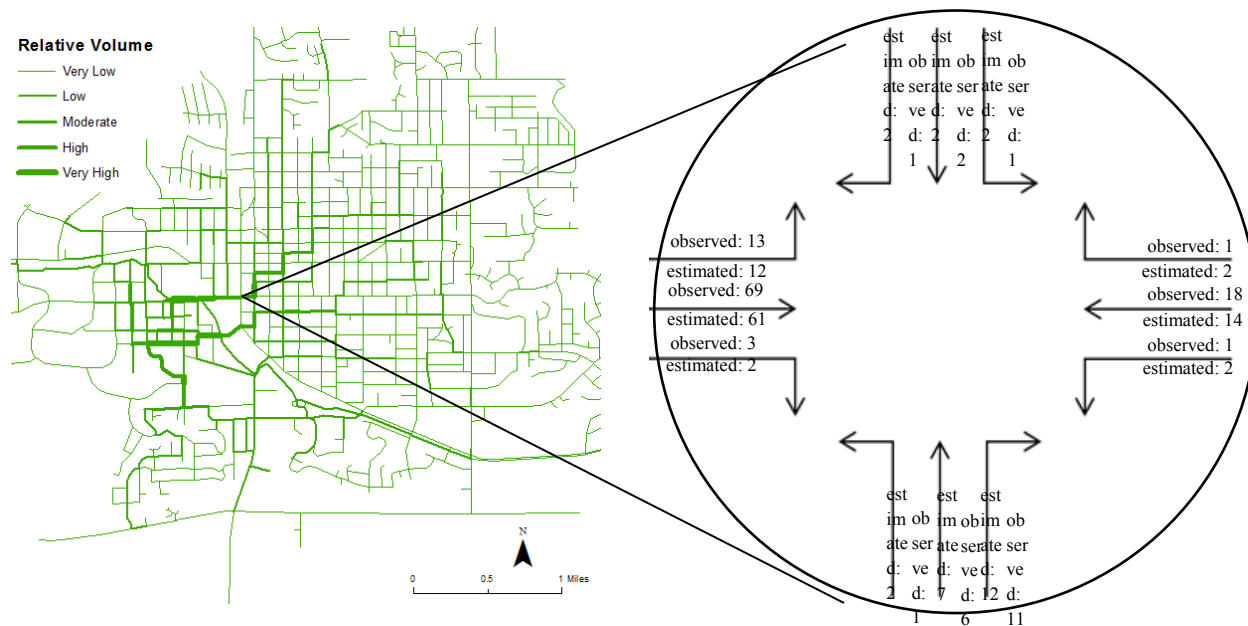 Relative Volume
Very Low
Low
Moderate
High
Very High
N
0
0.5
1 Miles
est
im
ate
d:
2
ob
ser
ve
d:
1
est
im
ate
d:
2
ob
ser
ve
d:
2
est
im
ate
d:
2
ob
ser
ve
d:
1
observed: 13
estimated: 12
observed: 69
estimated: 61
observed: 3
estimated: 2
observed: 1
estimated: 2
observed: 18
estimated: 14
observed: 1
estimated: 2
est
im
ate
d:
2
ob
ser
ve
d:
1
est
im
ate
d:
7
ob
ser
ve
d:
6
est
im
ate
d:
12
ob
ser
ve
d:
11